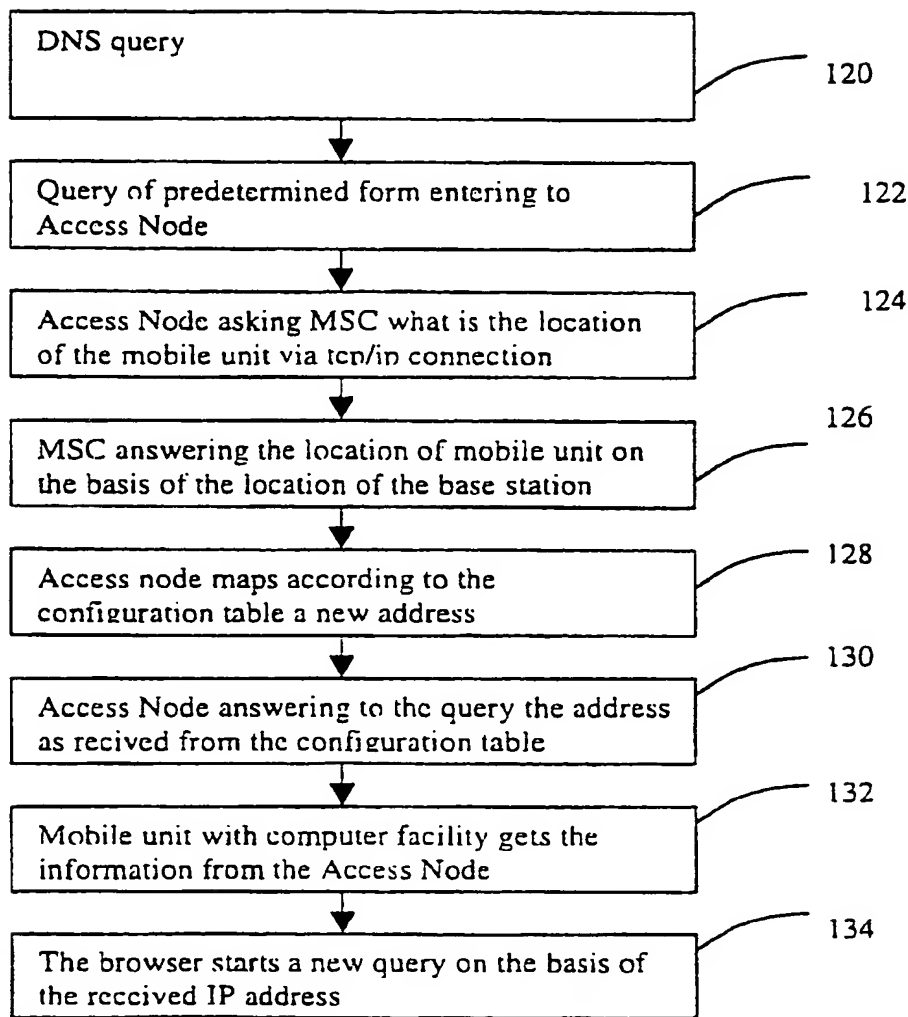 DNS query
120
Query of predetermined form entering to
Access Node
122
Access Node asking MSC what is the location
of the mobile unit via tcp/ip connection
124
MSC answering the location of mobile unit on
the basis of the location of the base station
126
Access node maps according to the
configuration table a new address
128
Access Node answering to the query the address
as recived from the configuration table
130
Mobile unit with computer facility gets the
information from the Access Node
132
The browser starts a new query on the basis of
the received IP address
134